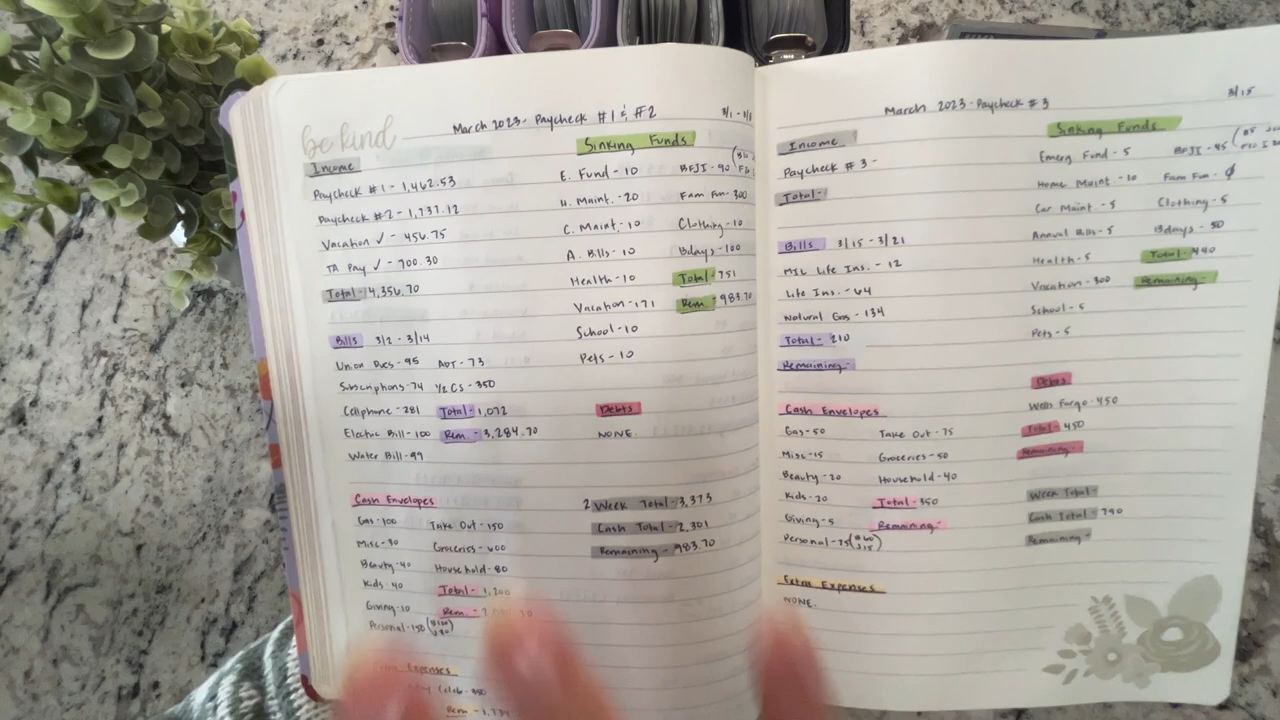 be kind
March 2023- Paycheck #1 & #2
Income
Paycheck #1 - 1,462.53
Paycheck #2 - 1,737.12
Vacation ✓ - 456.75
TA Pay ✓ - 700.30
Total- 4,356.70
Bills 3/2 - 3/14
Union Dues - 95 ADT - 73
Subscriptions - 74 1/2 CS - 350
Cellphone - 281 Total- 1,072
Electric Bill - 100 Rem. - 3,284.70
Water Bill - 99
Cash Envelopes
Gas - 100 Take Out - 150
Misc - 30 Groceries - 600
Beauty - 40 Household - 80
Kids - 40 Total- 1,200
Giving - 10 Rem. -
Personal - 150
Expenses
- 350
Rem - 1,734
Sinking Funds
E. Fund - 10 BFJI - 90
H. Maint. - 20 Fam Fun - 300
C. Maint. - 10 Clothing - 10
A. Bills - 10 Bdays - 100
Health - 10 Total- 751
Vacation - 171 Rem. - 983.70
School - 10
Pets - 10
Debts
NONE.
2 Week Total - 3,373
Cash Total - 2,301
Remaining - 983.70
March 2023- Paycheck #3
3/15
Income
Paycheck #3 -
Total-
Bills 3/15 - 3/21
MIL Life Ins. - 12
Life Ins. - 64
Natural Gas - 134
Total- 210
Remaining-
Cash Envelopes
Gas - 50 Take Out - 75
Misc - 15 Groceries - 50
Beauty - 20 Household - 40
Kids - 20 Total- 350
Giving - 5 Remaining-
Personal - 75
Extra Expenses
NONE.
Sinking Funds
Emerg. Fund - 5 BFJI - 45
Home Maint. - 10 Fam Fun - Ø
Car Maint. - 5 Clothing - 5
Annual Bills - 5 Bdays - 50
Health - 5 Total- 440
Vacation - 300 Remaining-
School - 5
Pets - 5
Debts
Wells Fargo - 450
Total - 450
Remaining-
Week Total-
Cash Total - 790
Remaining-